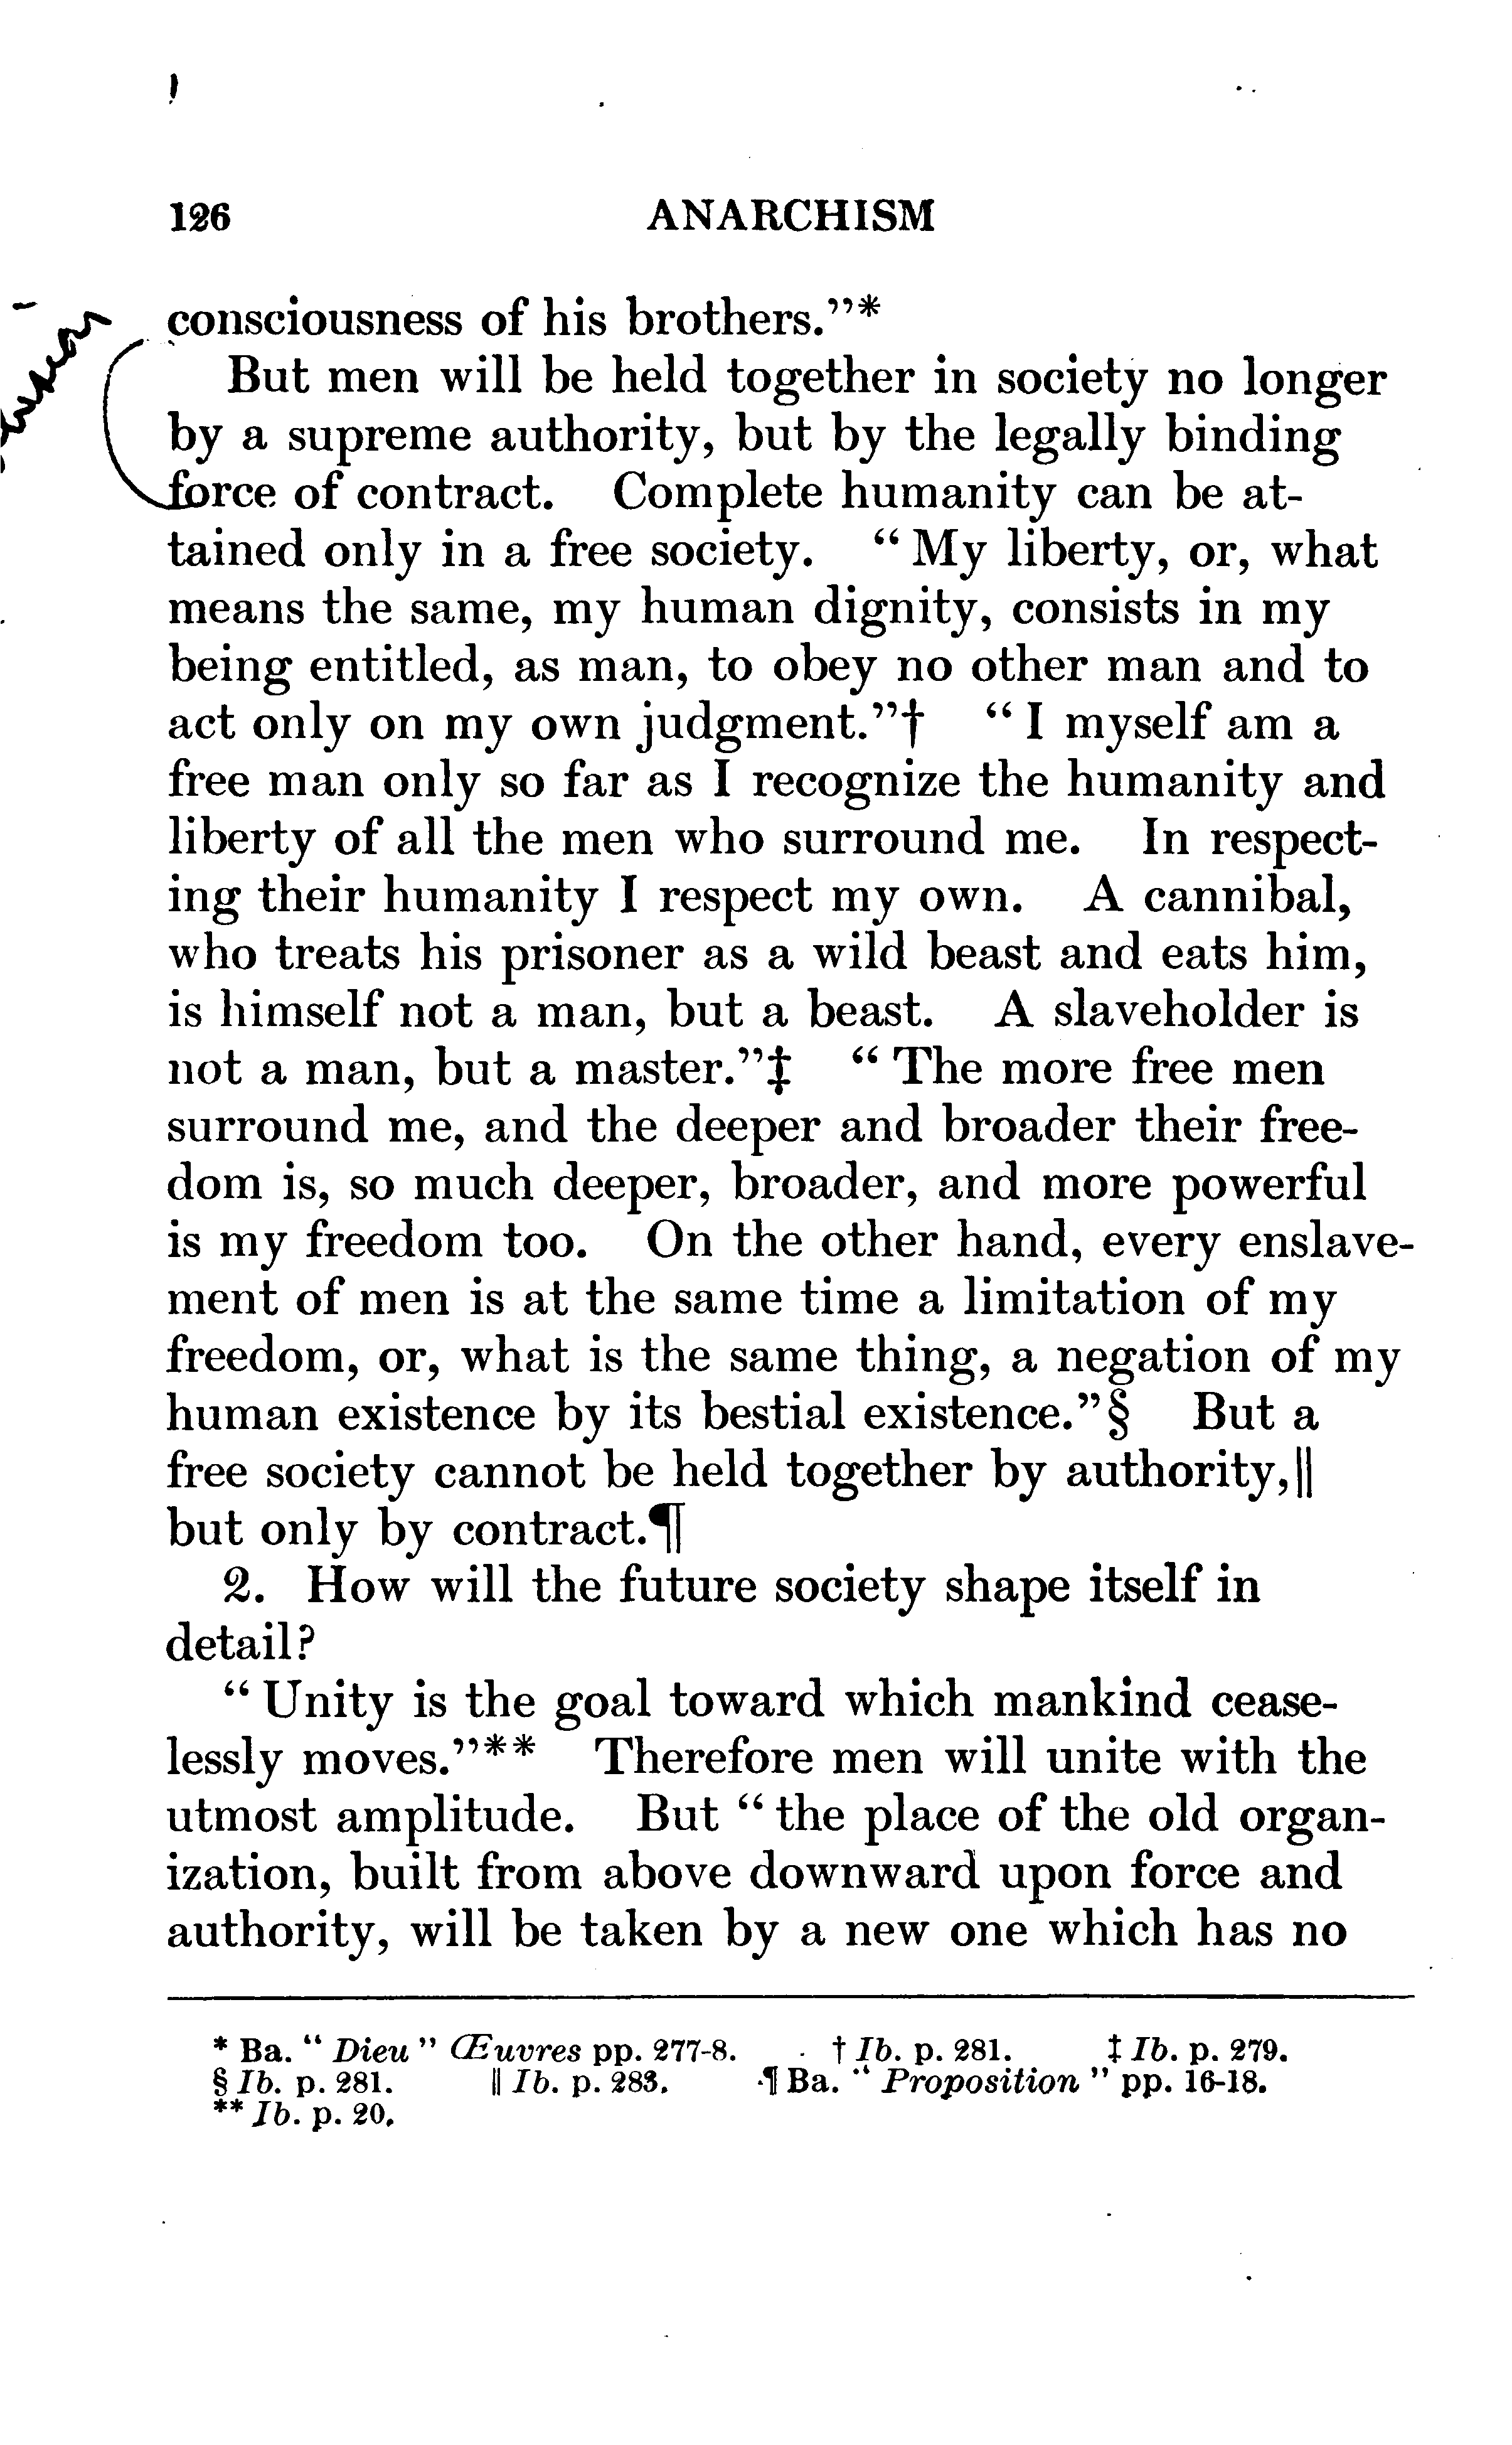 126 ANARCHISM
consciousness of his brothers."*
But men will be held together in society no longer
by a supreme authority, but by the legally binding
force of contract. Complete humanity can be at-
tained only in a free society. "My liberty, or, what
means the same, my human dignity, consists in my
being entitled, as man, to obey no other man and to
act only on my own judgment."† "I myself am a
free man only so far as I recognize the humanity and
liberty of all the men who surround me. In respect-
ing their humanity I respect my own. A cannibal,
who treats his prisoner as a wild beast and eats him,
is himself not a man, but a beast. A slaveholder is
not a man, but a master."‡ "The more free men
surround me, and the deeper and broader their free-
dom is, so much deeper, broader, and more powerful
is my freedom too. On the other hand, every enslave-
ment of men is at the same time a limitation of my
freedom, or, what is the same thing, a negation of my
human existence by its bestial existence."§ But a
free society cannot be held together by authority,‖
but only by contract.¶
2. How will the future society shape itself in
detail?
"Unity is the goal toward which mankind cease-
lessly moves."** Therefore men will unite with the
utmost amplitude. But "the place of the old organ-
ization, built from above downward upon force and
authority, will be taken by a new one which has no
* Ba. "Dieu" Œuvres pp. 277-8. † Ib. p. 281. ‡ Ib. p. 279.
§ Ib. p. 281. ‖ Ib. p. 283. ¶ Ba. "Proposition" pp. 16-18.
** Ib. p. 20.